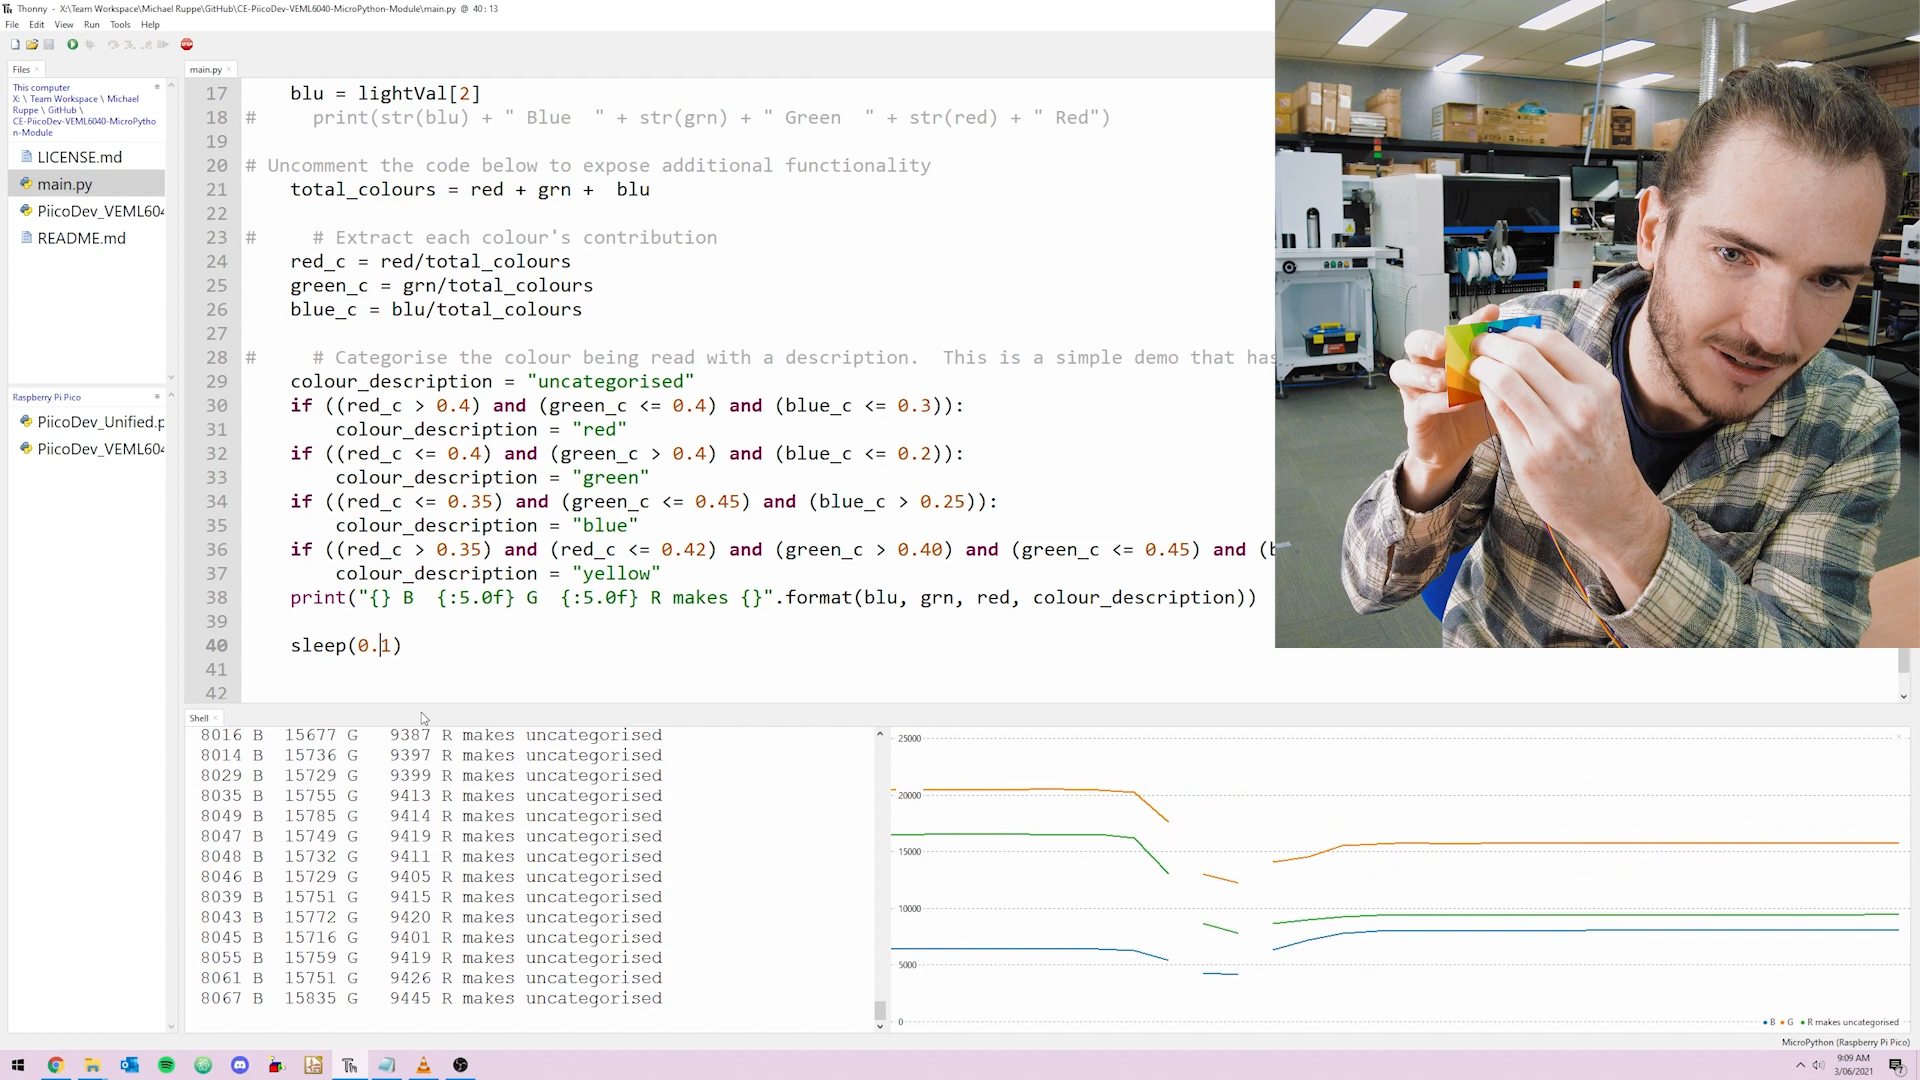 Thonny - X:\Team Workspace\Michael Ruppe\GitHub\CE-PiicoDev-VEML6040-MicroPython-Module\main.py @ 40 : 13
File Edit View Run Tools Help
Files
This computer
X: \ Team Workspace \ Michael
Ruppe \ GitHub \
CE-PiicoDev-VEML6040-MicroPytho
n-Module
LICENSE.md
main.py
PiicoDev_VEML604
README.md
Raspberry Pi Pico
PiicoDev_Unified.p
PiicoDev_VEML604
main.py
17 blu = lightVal[2]
18 # print(str(blu) + " Blue " + str(grn) + " Green " + str(red) + " Red")
19
20 # Uncomment the code below to expose additional functionality
21 total_colours = red + grn + blu
22
23 # # Extract each colour's contribution
24 red_c = red/total_colours
25 green_c = grn/total_colours
26 blue_c = blu/total_colours
27
28 # # Categorise the colour being read with a description. This is a simple demo that has
29 colour_description = "uncategorised"
30 if ((red_c > 0.4) and (green_c <= 0.4) and (blue_c <= 0.3)):
31 colour_description = "red"
32 if ((red_c <= 0.4) and (green_c > 0.4) and (blue_c <= 0.2)):
33 colour_description = "green"
34 if ((red_c <= 0.35) and (green_c <= 0.45) and (blue_c > 0.25)):
35 colour_description = "blue"
36 if ((red_c > 0.35) and (red_c <= 0.42) and (green_c > 0.40) and (green_c <= 0.45) and (b
37 colour_description = "yellow"
38 print("{} B {:5.0f} G {:5.0f} R makes {}".format(blu, grn, red, colour_description))
39
40 sleep(0.1)
41
42
Shell
8016 B 15677 G 9387 R makes uncategorised
8014 B 15736 G 9397 R makes uncategorised
8029 B 15729 G 9399 R makes uncategorised
8035 B 15755 G 9413 R makes uncategorised
8049 B 15785 G 9414 R makes uncategorised
8047 B 15749 G 9419 R makes uncategorised
8048 B 15732 G 9411 R makes uncategorised
8046 B 15729 G 9405 R makes uncategorised
8039 B 15751 G 9415 R makes uncategorised
8043 B 15772 G 9420 R makes uncategorised
8045 B 15716 G 9401 R makes uncategorised
8055 B 15759 G 9419 R makes uncategorised
8061 B 15751 G 9426 R makes uncategorised
8067 B 15835 G 9445 R makes uncategorised
25000
20000
15000
10000
5000
0
B G R makes uncategorised
MicroPython (Raspberry Pi Pico)
9:09 AM
3/06/2021